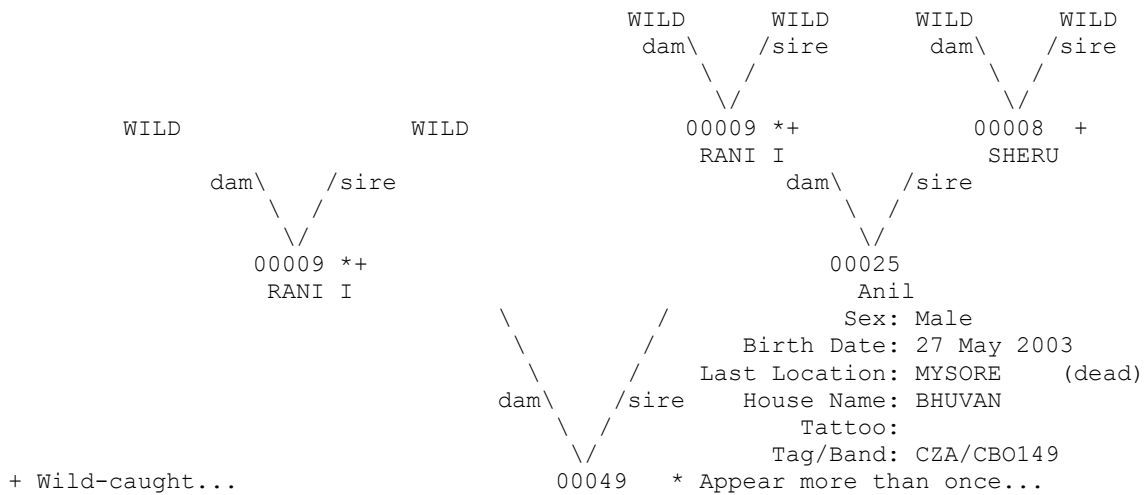 WILD WILD WILD WILD
dam\ /sire dam\ /sire
\ / \ /
\/ \/
WILD WILD 00009 *+ 00008 +
RANI I SHERU
dam\ /sire dam\ /sire
\ / \ /
\/ \/
00009 *+ 00025
RANI I Anil
\ / Sex: Male
\ / Birth Date: 27 May 2003
\ / Last Location: MYSORE (dead)
dam\ /sire House Name: BHUVAN
\ / Tattoo:
\/ Tag/Band: CZA/CBO149
+ Wild-caught... 00049 * Appear more than once...